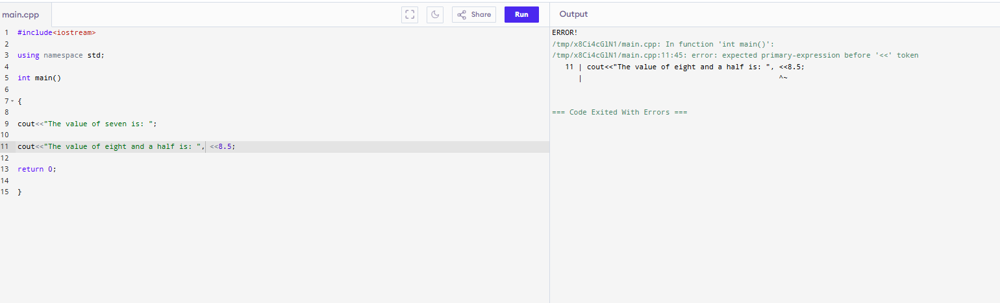 main.cpp
Share
Run
Output
1 #include<iostream>
2
3 using namespace std;
4
5 int main()
6
7 {
8
9 cout<<"The value of seven is: ";
10
11 cout<<"The value of eight and a half is: ", <<8.5;
12
13 return 0;
14
15 }
ERROR!
/tmp/x8Ci4cGlN1/main.cpp: In function 'int main()':
/tmp/x8Ci4cGlN1/main.cpp:11:45: error: expected primary-expression before '<<' token
11 | cout<<"The value of eight and a half is: ", <<8.5;
| ^~
=== Code Exited With Errors ===